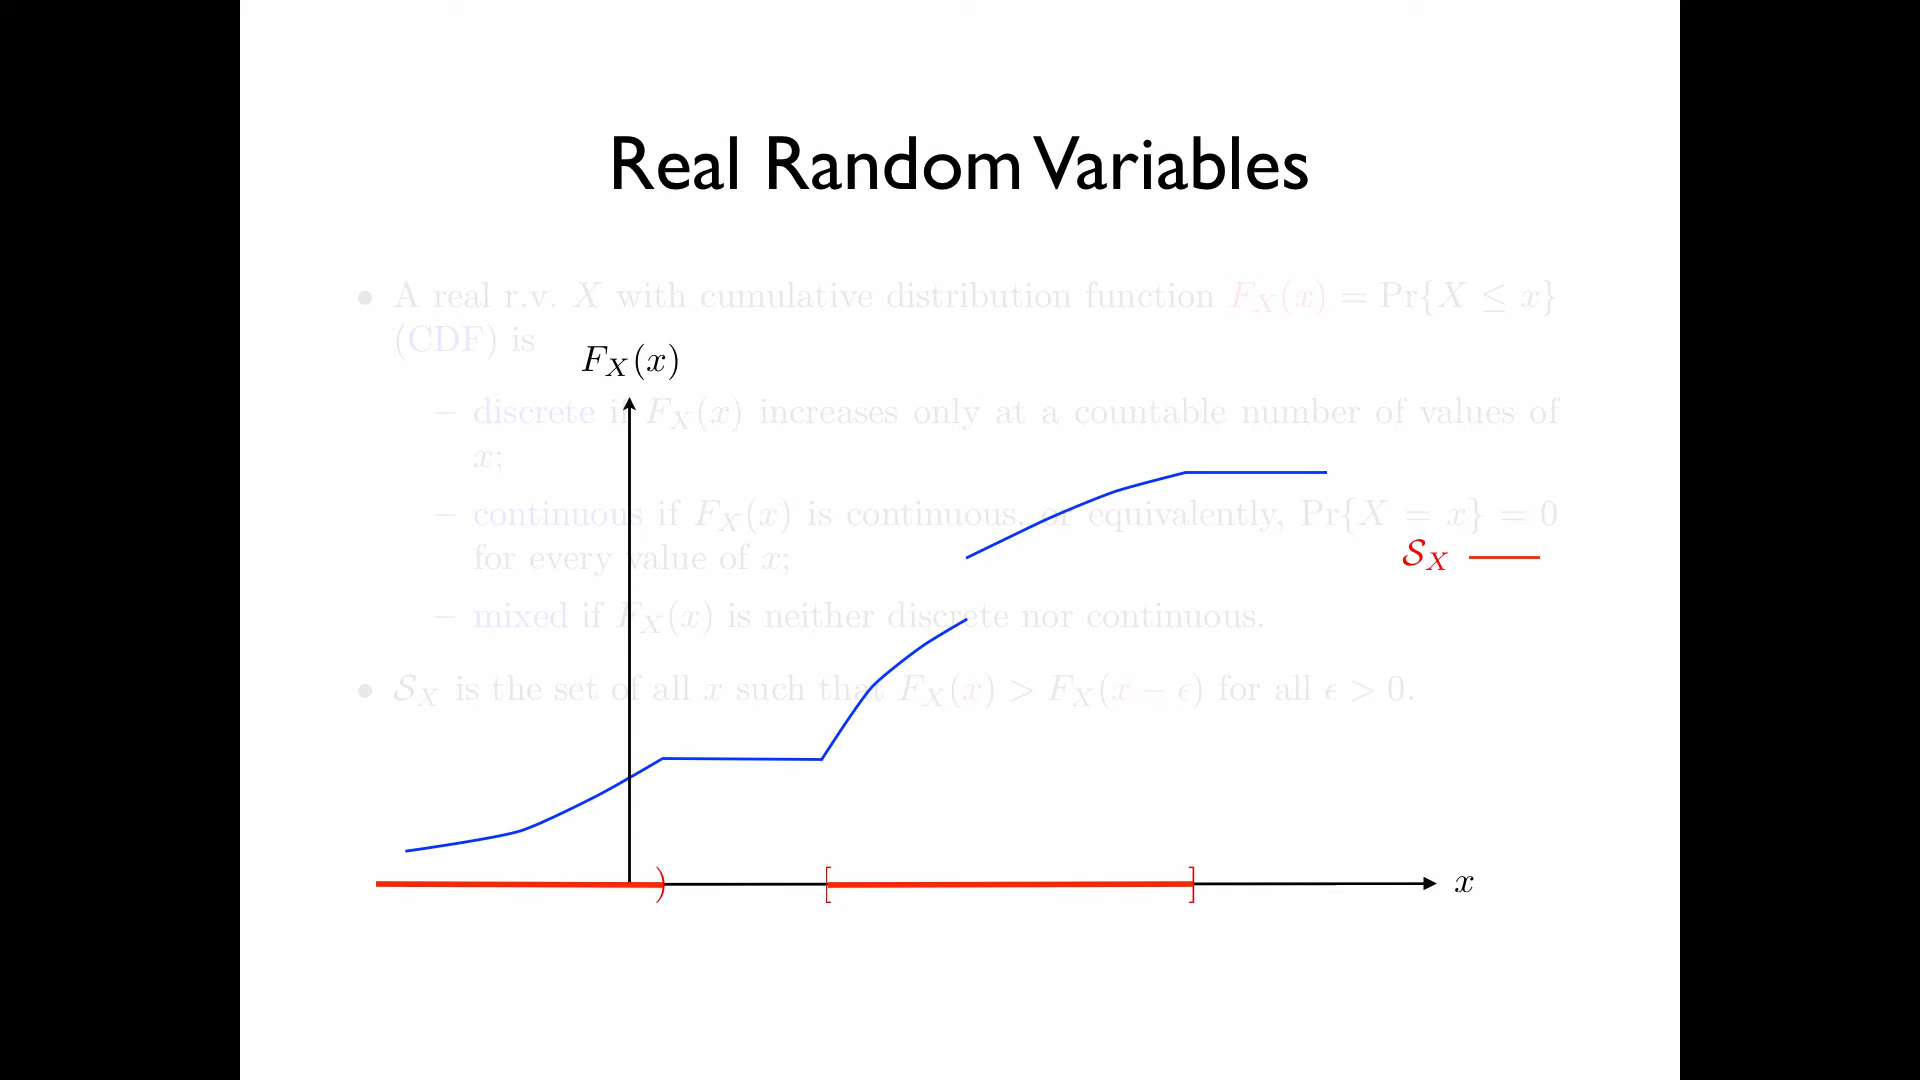 Real Random Variables
• A real r.v. X with cumulative distribution function F_X(x) = Pr{X ≤ x}
(CDF) is
F_X(x)
– discrete if F_X(x) increases only at a countable number of values of
x;
– continuous if F_X(x) is continuous, or equivalently, Pr{X = x} = 0
for every value of x;
S_X
– mixed if F_X(x) is neither discrete nor continuous.
• S_X is the set of all x such that F_X(x) > F_X(x − ϵ) for all ϵ > 0.
) [ ] x